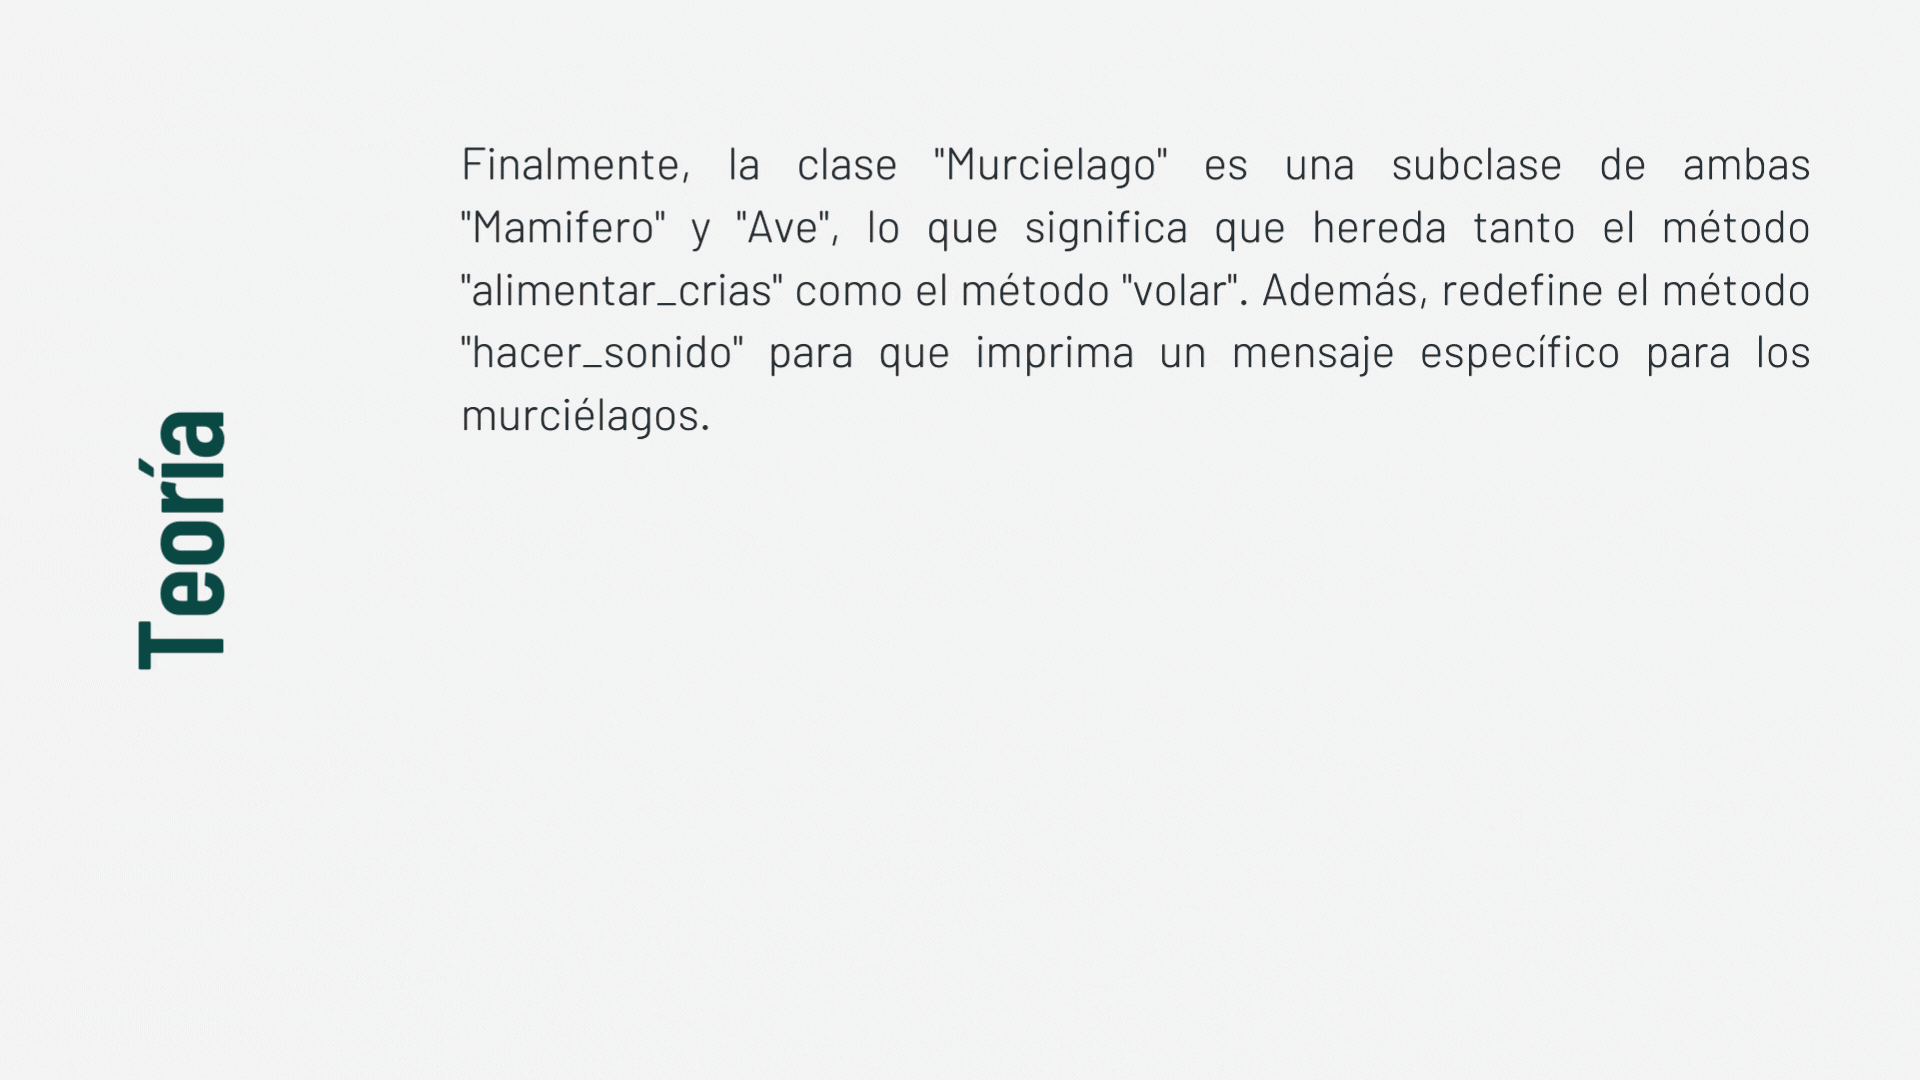 Finalmente, la clase "Murcielago" es una subclase de ambas
"Mamifero" y "Ave", lo que significa que hereda tanto el método
"alimentar_crias" como el método "volar". Además, redefine el método
"hacer_sonido" para que imprima un mensaje específico para los
murciélagos.
Teoría